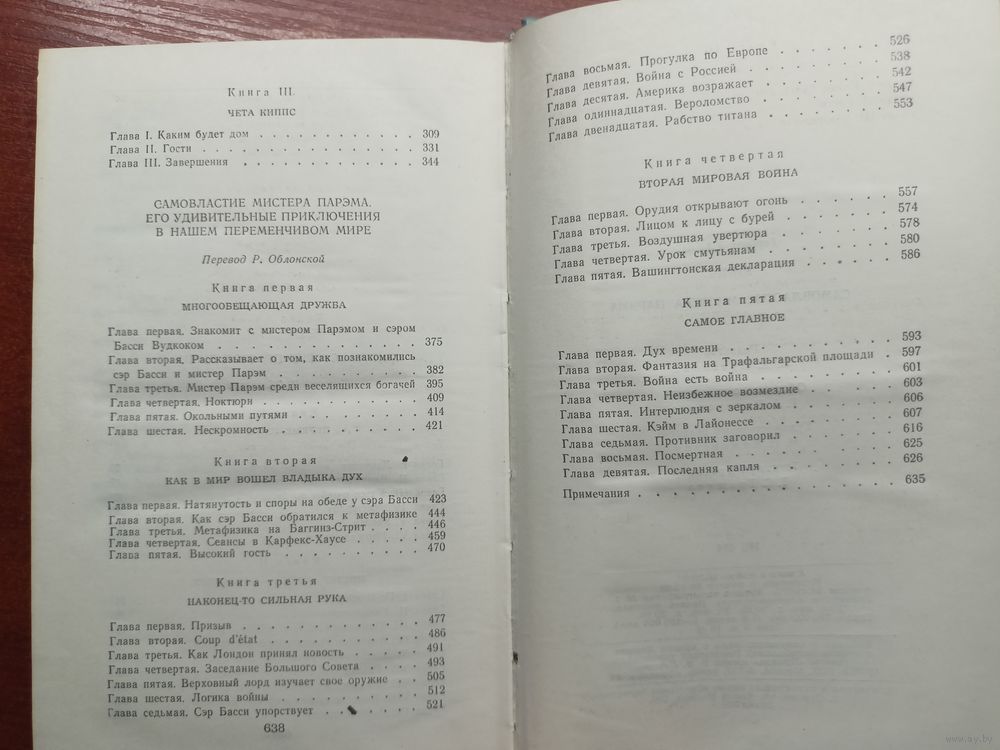 Книга III.
ЧЕТА КИППС
Глава I. Каким будет дом . . . . . . . . . . . . 309
Глава II. Гости . . . . . . . . . . . . . . . . 331
Глава III. Завершения . . . . . . . . . . . . . 344
САМОВЛАСТИЕ МИСТЕРА ПАРЭМА.
ЕГО УДИВИТЕЛЬНЫЕ ПРИКЛЮЧЕНИЯ
В НАШЕМ ПЕРЕМЕНЧИВОМ МИРЕ
Перевод Р. Облонской
Книга первая
МНОГООБЕЩАЮЩАЯ ДРУЖБА
Глава первая. Знакомит с мистером Парэмом и сэром
Басси Вудкоком . . . . . . . . . . . . . . 375
Глава вторая. Рассказывает о том, как познакомились
сэр Басси и мистер Парэм . . . . . . . . . . 382
Глава третья. Мистер Парэм среди веселящихся богачей 395
Глава четвертая. Ноктюрн . . . . . . . . . . . . 409
Глава пятая. Окольными путями . . . . . . . . . 414
Глава шестая. Нескромность . . . . . . . . . . 421
Книга вторая
КАК В МИР ВОШЕЛ ВЛАДЫКА ДУХ
Глава первая. Натянутость и споры на обеде у сэра Басси 423
Глава вторая. Как сэр Басси обратился к метафизике 444
Глава третья. Метафизика на Баггинз-Стрит . . . . 446
Глава четвертая. Сеансы в Карфекс-Хаусе . . . . . 459
Глава пятая. Высокий гость . . . . . . . . . . 470
Книга третья
НАКОНЕЦ-ТО СИЛЬНАЯ РУКА
Глава первая. Призыв . . . . . . . . . . . . . 477
Глава вторая. Coup d'état . . . . . . . . . . . 486
Глава третья. Как Лондон принял новость . . . . . 491
Глава четвертая. Заседание Большого Совета . . . . 493
Глава пятая. Верховный лорд изучает свое оружие . . 505
Глава шестая. Логика войны . . . . . . . . . . 512
Глава седьмая. Сэр Басси упорствует . . . . . . . 521
638
Глава восьмая. Прогулка по Европе . . . . . . . 526
Глава девятая. Война с Россией . . . . . . . . . 538
Глава десятая. Америка возражает . . . . . . . . 542
Глава одиннадцатая. Вероломство . . . . . . . . 547
Глава двенадцатая. Рабство титана . . . . . . . 553
Книга четвертая
ВТОРАЯ МИРОВАЯ ВОЙНА
Глава первая. Орудия открывают огонь . . . . . . 557
Глава вторая. Лицом к лицу с бурей . . . . . . . 574
Глава третья. Воздушная увертюра . . . . . . . . 578
Глава четвертая. Урок смутьянам . . . . . . . . 580
Глава пятая. Вашингтонская декларация . . . . . . 586
Книга пятая
САМОЕ ГЛАВНОЕ
Глава первая. Дух времени . . . . . . . . . . . 593
Глава вторая. Фантазия на Трафальгарской площади . 597
Глава третья. Война есть война . . . . . . . . . 601
Глава четвертая. Неизбежное возмездие . . . . . . 603
Глава пятая. Интерлюдия с зеркалом . . . . . . . 606
Глава шестая. Кэйм в Лайонессе . . . . . . . . . 607
Глава седьмая. Противник заговорил . . . . . . . 616
Глава восьмая. Посмертная . . . . . . . . . . . 625
Глава девятая. Последняя капля . . . . . . . . . 626
Примечания . . . . . . . . . . . . . . . . . . 635
www.ay.by